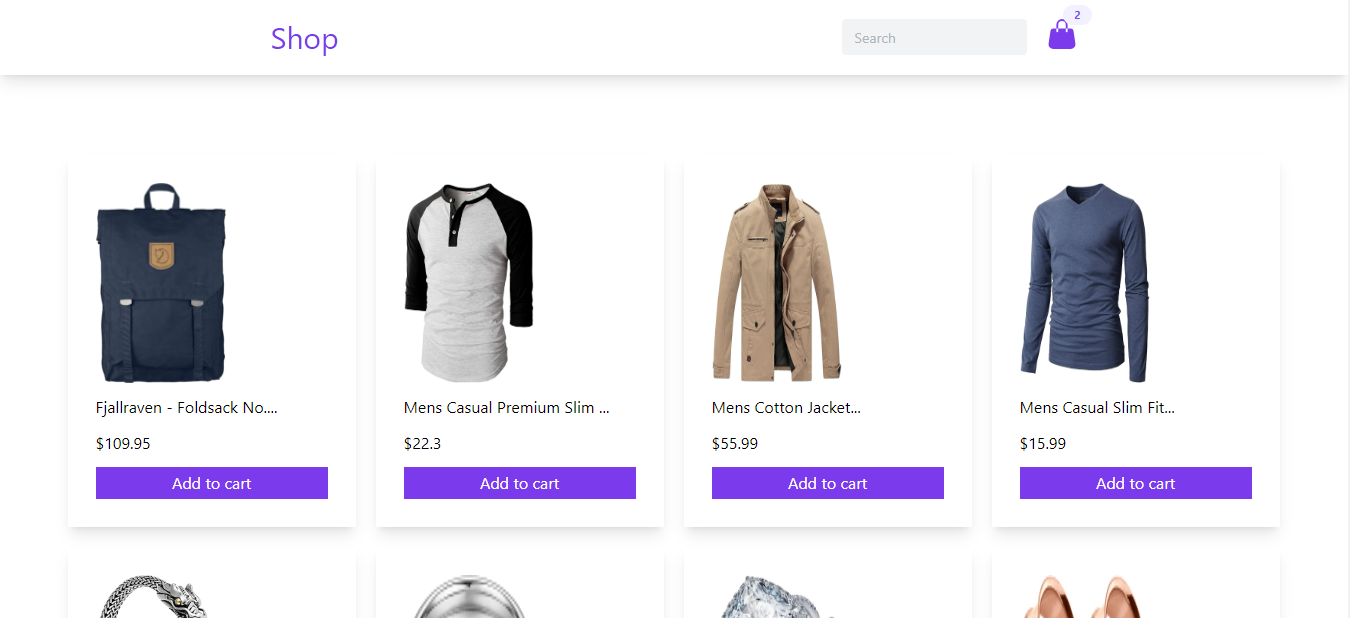 Shop
Search
2
Fjallraven - Foldsack No....
Mens Casual Premium Slim ...
Mens Cotton Jacket...
Mens Casual Slim Fit...
$109.95
$22.3
$55.99
$15.99
Add to cart
Add to cart
Add to cart
Add to cart